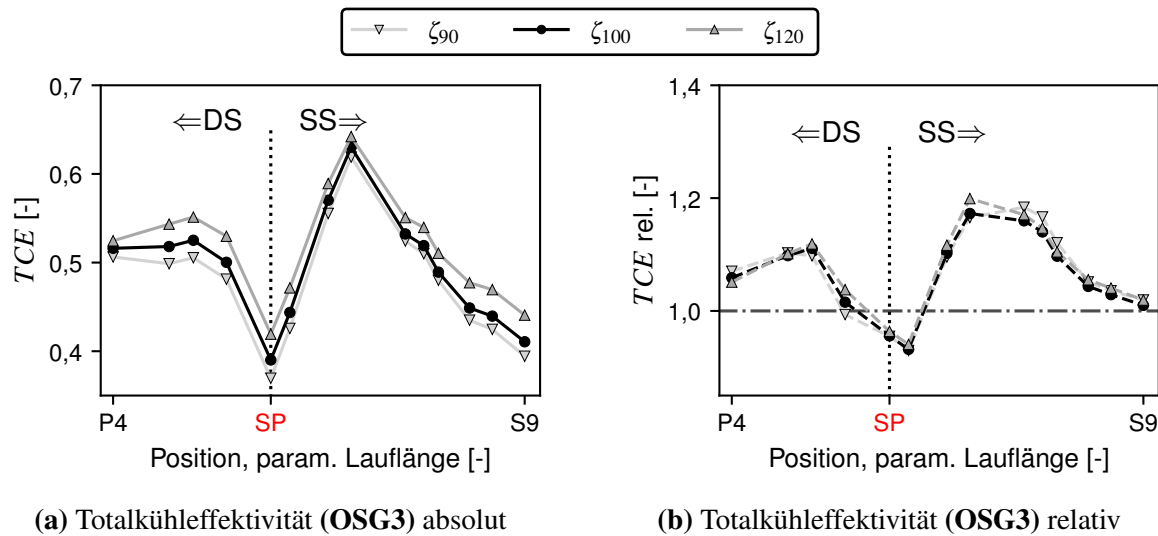 ζ90 ζ100 ζ120
0,7
0,6
0,5
0,4
TCE [-]
⇐DS SS⇒
P4 SP S9
Position, param. Lauflänge [-]
(a) Totalkühleffektivität (OSG3) absolut
1,4
1,2
1,0
TCE rel. [-]
⇐DS SS⇒
P4 SP S9
Position, param. Lauflänge [-]
(b) Totalkühleffektivität (OSG3) relativ